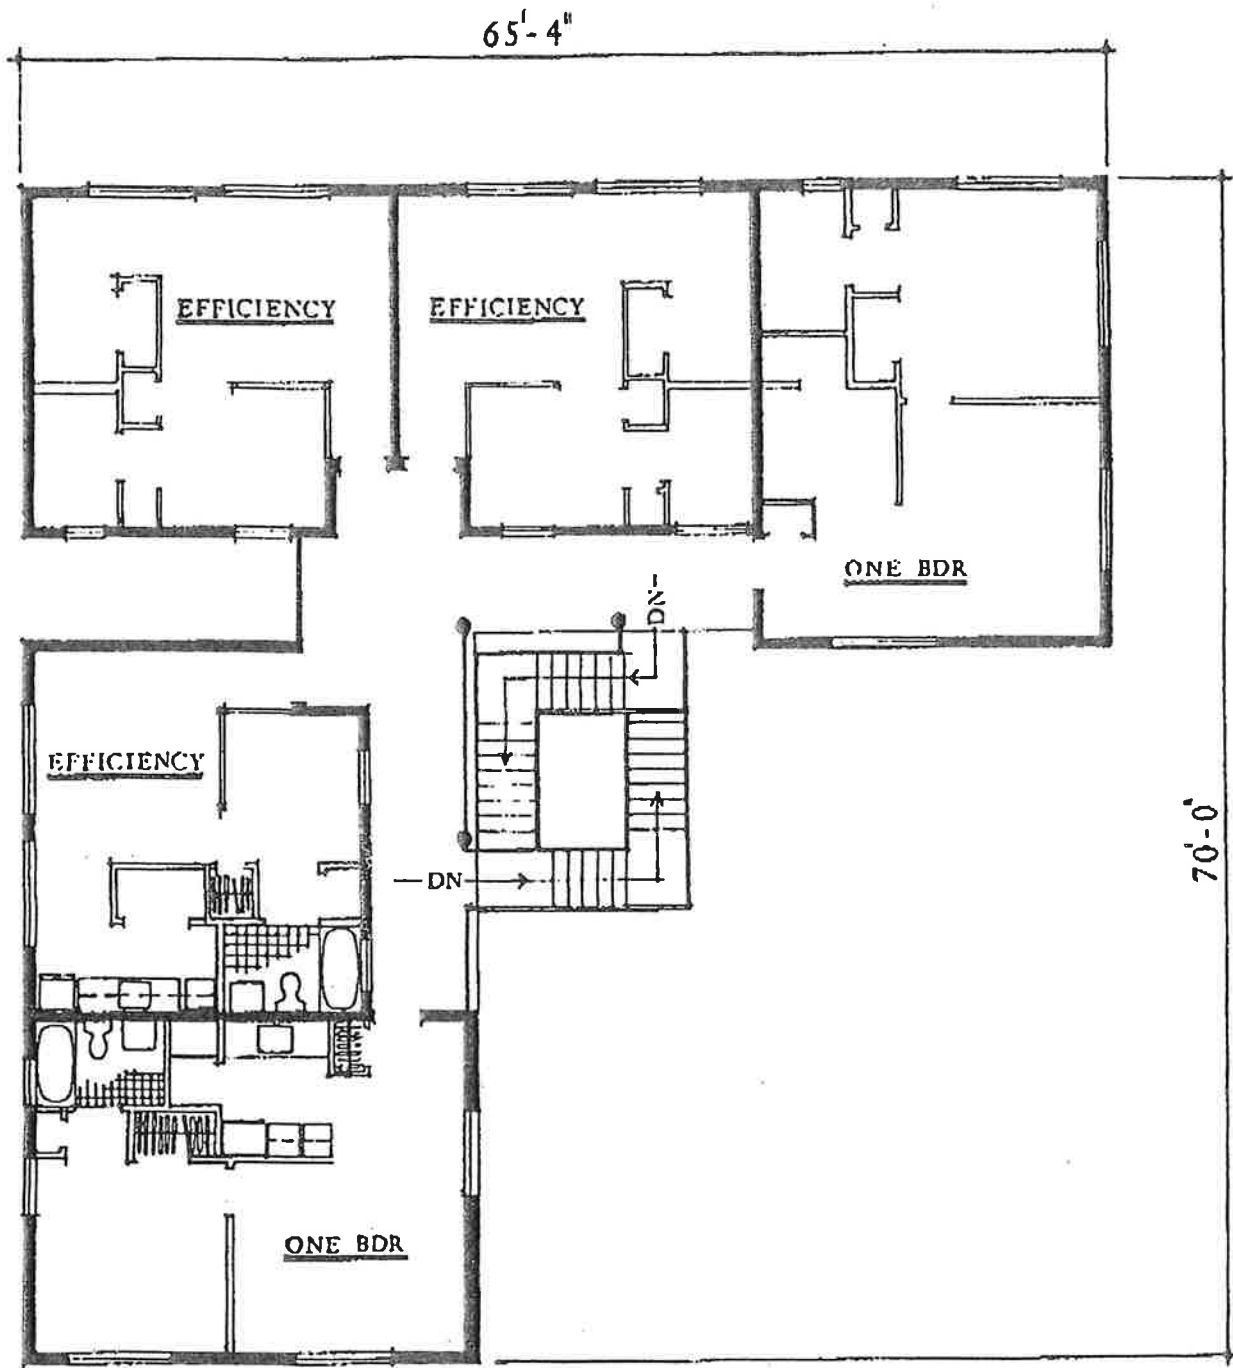 65'-4"
EFFICIENCY
EFFICIENCY
ONE BDR
DN
EFFICIENCY
DN
70'-0"
ONE BDR